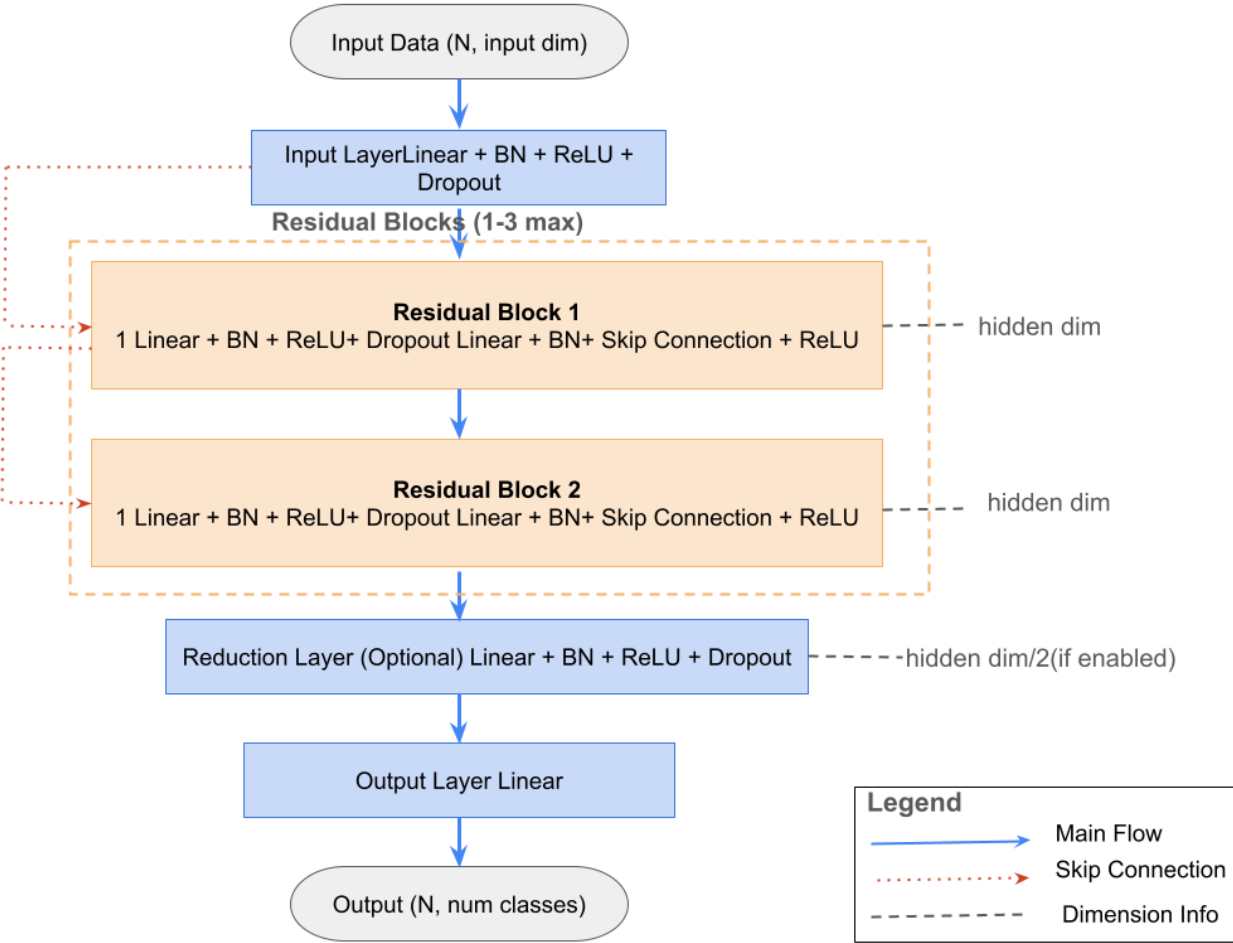 Input Data (N, input dim)
Input LayerLinear + BN + ReLU +
Dropout
Residual Blocks (1-3 max)
Residual Block 1
1 Linear + BN + ReLU+ Dropout Linear + BN+ Skip Connection + ReLU
hidden dim
Residual Block 2
1 Linear + BN + ReLU+ Dropout Linear + BN+ Skip Connection + ReLU
hidden dim
Reduction Layer (Optional) Linear + BN + ReLU + Dropout
hidden dim/2(if enabled)
Output Layer Linear
Output (N, num classes)
Legend
Main Flow
Skip Connection
Dimension Info